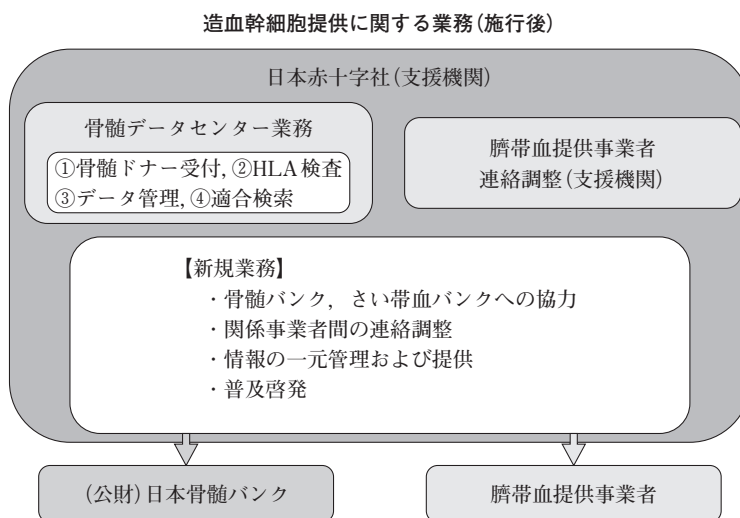 造血幹細胞提供に関する業務(施行後)
日本赤十字社(支援機関)
骨髄データセンター業務
①骨髄ドナー受付, ②HLA検査
③データ管理, ④適合検索
臍帯血提供事業者
連絡調整(支援機関)
【新規業務】
・骨髄バンク, さい帯血バンクへの協力
・関係事業者間の連絡調整
・情報の一元管理および提供
・普及啓発
(公財)日本骨髄バンク
臍帯血提供事業者